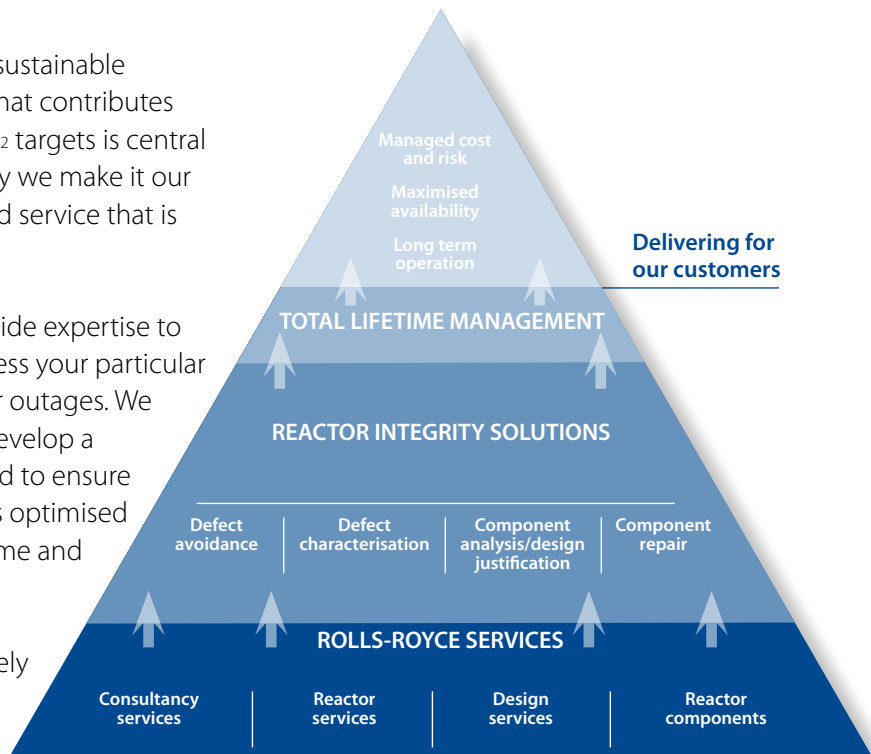 sustainable
hat contributes
2 targets is central
y we make it our
d service that is
ide expertise to
ess your particular
r outages. We
evelop a
d to ensure
s optimised
me and
ely
Managed cost
and risk
Maximised
availability
Long term
operation
Delivering for
our customers
TOTAL LIFETIME MANAGEMENT
REACTOR INTEGRITY SOLUTIONS
Defect
avoidance
Defect
characterisation
Component
analysis/design
justification
Component
repair
ROLLS-ROYCE SERVICES
Consultancy
services
Reactor
services
Design
services
Reactor
components